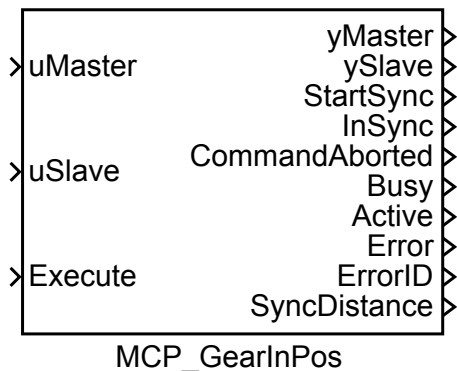 uMaster
uSlave
Execute
yMaster
ySlave
StartSync
InSync
CommandAborted
Busy
Active
Error
ErrorID
SyncDistance
MCP_GearInPos